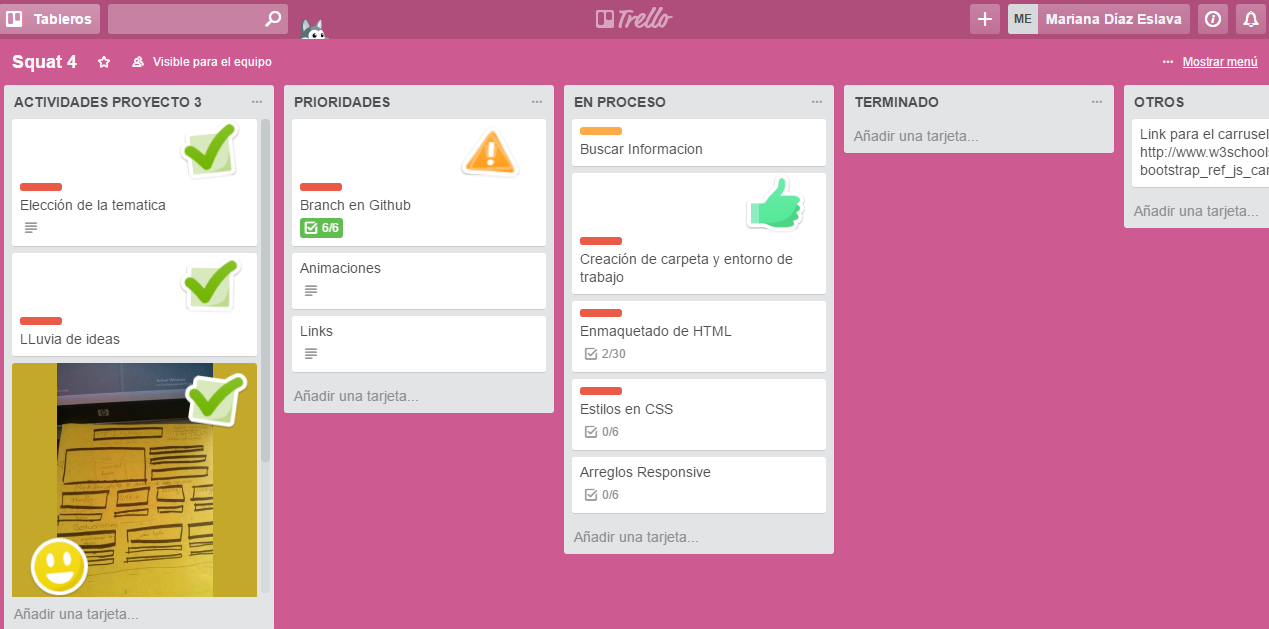 Tableros
Trello
ME Mariana Díaz Eslava
Squat 4
Visible para el equipo
... Mostrar menú
ACTIVIDADES PROYECTO 3 ...
Elección de la tematica
LLuvia de ideas
Añadir una tarjeta...
PRIORIDADES ...
Branch en Github
6/6
Animaciones
Links
Añadir una tarjeta...
EN PROCESO ...
Buscar Informacion
Creación de carpeta y entorno de
trabajo
Enmaquetado de HTML
2/30
Estilos en CSS
0/6
Arreglos Responsive
0/6
Añadir una tarjeta...
TERMINADO ...
Añadir una tarjeta...
OTROS
Link para el carrusel
http://www.w3schools
bootstrap_ref_js_car
Añadir una tarjeta...